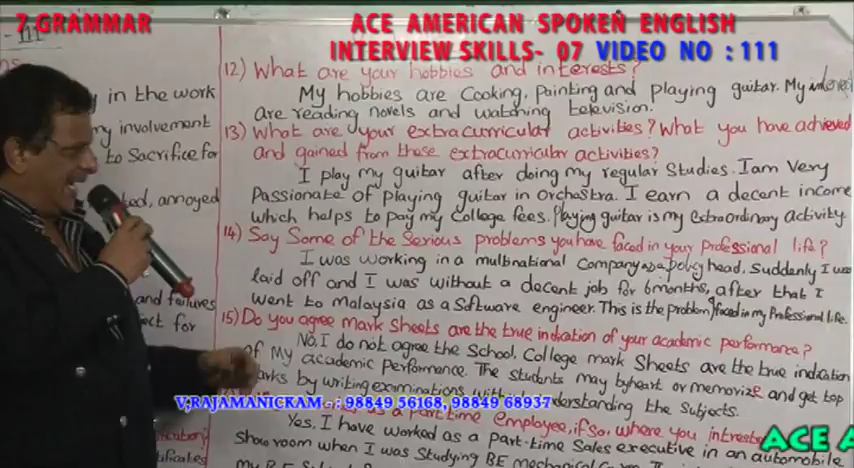 7.GRAMMAR
ACE AMERICAN SPOKEN ENGLISH
INTERVIEW SKILLS- 07 VIDEO NO : 111
- III
in the work
involvement
to Sacrifice for
annoyed
and failures
for
12) What are your hobbies and interests?
My hobbies are Cooking, Painting and playing guitar. My interest
are reading novels and watching television.
13) What are your extracurricular activities? What you have achieved
and gained from these extracurricular activities?
I play my guitar after doing my regular Studies. I am Very
Passionate of playing guitar in Orchestra. I earn a decent income
which helps to pay my College fees. Playing guitar is my extraordinary activity.
14) Say Some of the Serious problems you have faced in your Professional life?
I was working in a multinational Company as a policy head. Suddenly I was
laid off and I was without a decent job for 6 months, after that I
went to Malaysia as a Software engineer. This is the problem I faced in my Professional life.
15) Do you agree mark Sheets are the true indication of your academic performance?
No, I do not agree the School, College mark Sheets are the true indication
of My academic Performance. The students may byheart or memorize and get top
marks by writing examinations without understanding the Subjects.
V,RAJAMANICKAM - : 98849 56168, 98849 68937
as a part time employee, if so, where you
Yes, I have worked as a part-time Sales executive in an automobile
Show room when I was Studying BE mechanical
ACE A